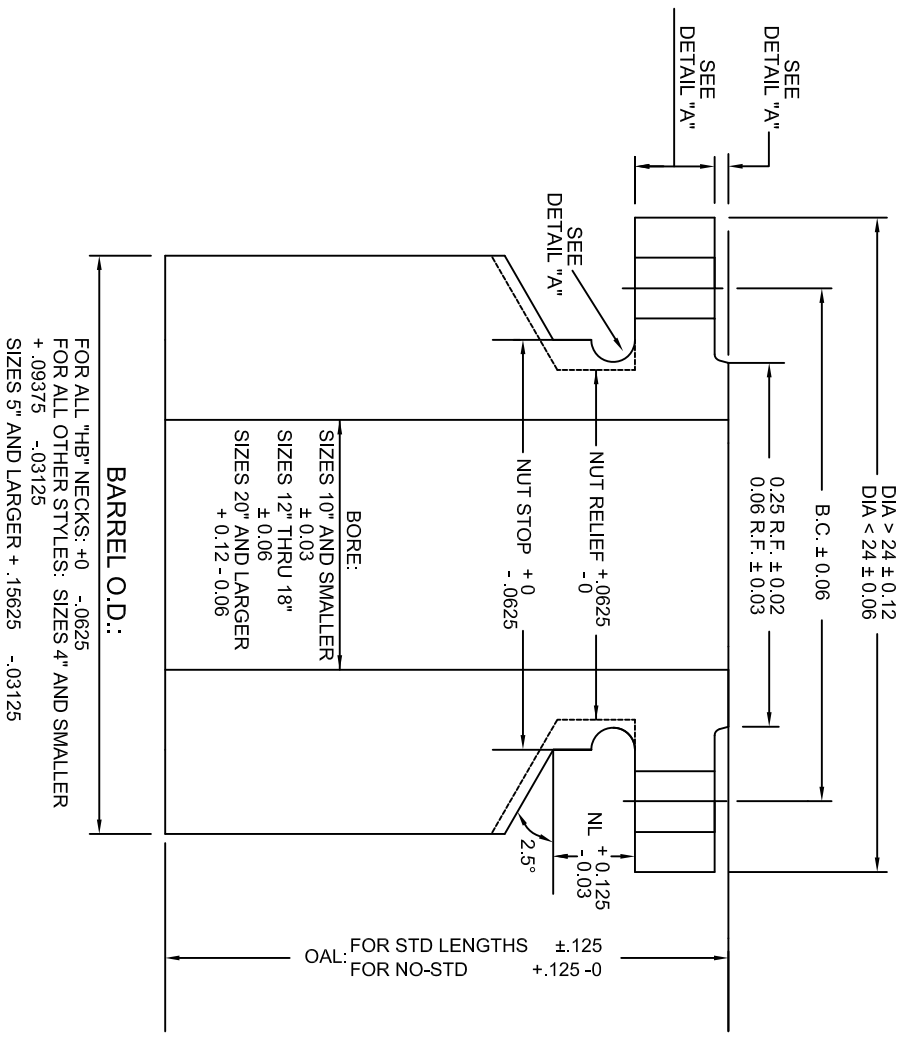 SEE
DETAIL "A"
SEE
DETAIL "A"
DIA > 24 ± 0.12
DIA < 24 ± 0.06
B.C. ± 0.06
0.25 R.F. ± 0.02
0.06 R.F. ± 0.03
SEE
DETAIL "A"
NUT RELIEF +.0625
-0
NUT STOP + 0
- .0625
NL + 0.125
- 0.03
2.5°
BORE:
SIZES 10" AND SMALLER
± 0.03
SIZES 12" THRU 18"
± 0.06
SIZES 20" AND LARGER
+ 0.12 - 0.06
OAL: FOR STD LENGTHS ±.125
FOR NO-STD +.125 -0
BARREL O.D.:
FOR ALL "HB" NECKS: +0 -.0625
FOR ALL OTHER STYLES: SIZES 4" AND SMALLER
+ .09375 -.03125
SIZES 5" AND LARGER + .15625 -.03125